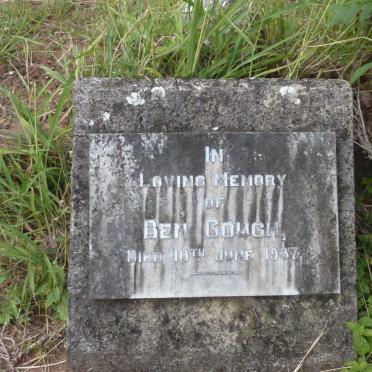 IN
LOVING MEMORY
OF
BEN GOUGH,
DIED 10TH JUNE 1937.